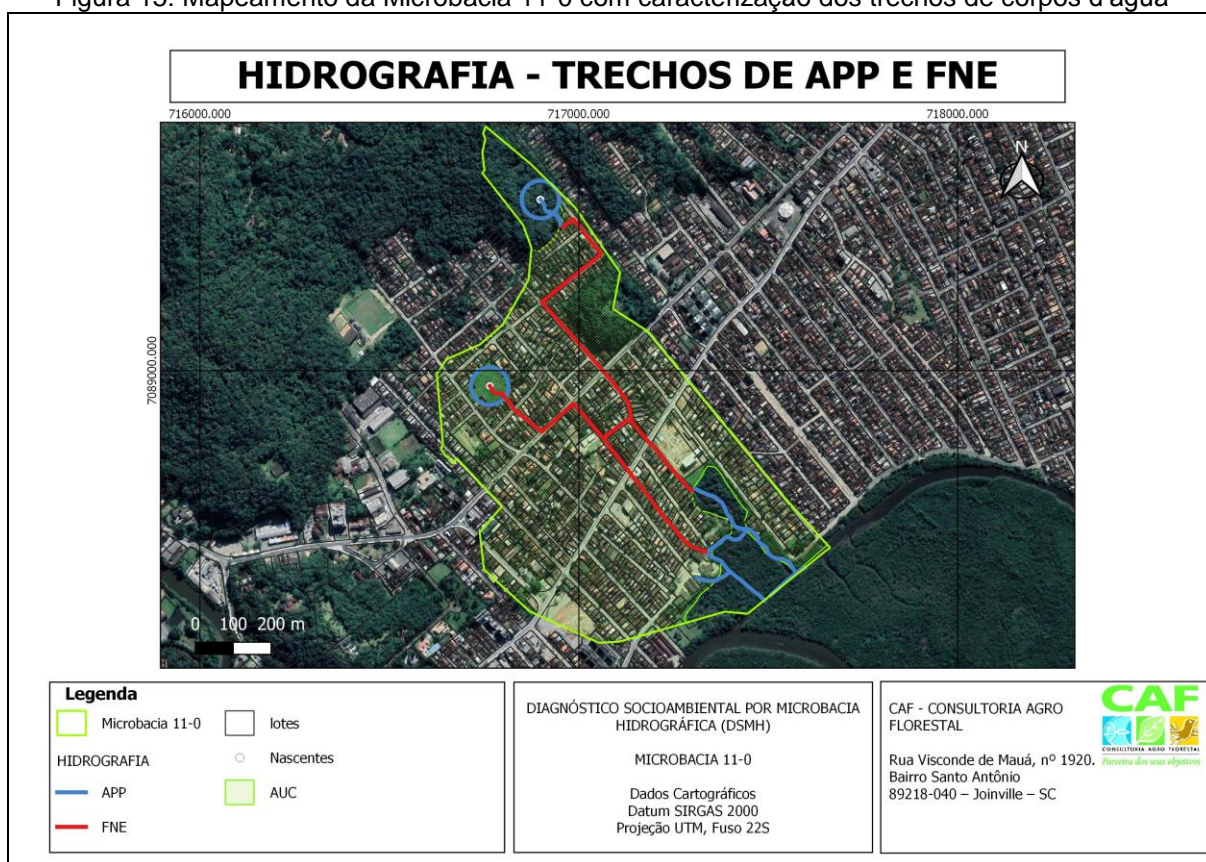 Figura 15. Mapeamento da Microbacia 11-0 com caracterização dos trechos de corpos d'água
HIDROGRAFIA - TRECHOS DE APP E FNE
716000.000
717000.000
718000.000
7089000.000
N
0 100 200 m
Legenda
Microbacia 11-0
lotes
HIDROGRAFIA
Nascentes
APP
AUC
FNE
DIAGNÓSTICO SOCIOAMBIENTAL POR MICROBACIA
HIDROGRÁFICA (DSMH)
MICROBACIA 11-0
Dados Cartográficos
Datum SIRGAS 2000
Projeção UTM, Fuso 22S
CAF - CONSULTORIA AGRO
FLORESTAL
Rua Visconde de Mauá, nº 1920.
Bairro Santo Antônio
89218-040 – Joinville – SC
CAF
CONSULTORIA AGRO FLORESTAL
Parceira dos seus objetivos